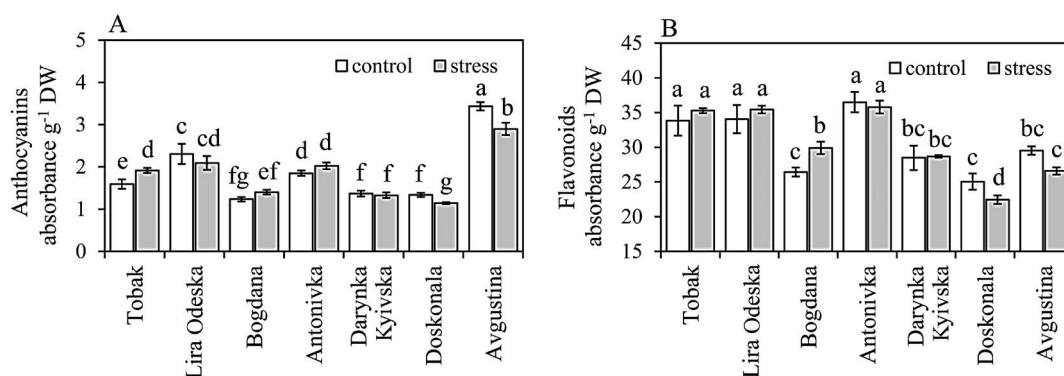 A
Anthocyanins
absorbance g⁻¹ DW
5
4
3
2
1
0
control
stress
e
d
c
cd
fg
ef
d
d
f
f
f
g
a
b
Tobak
Lira Odeska
Bogdana
Antonivka
Darynka
Kyivska
Doskonala
Avgustina
B
Flavonoids
absorbance g⁻¹ DW
45
40
35
30
25
20
15
control
stress
a
a
a
a
c
b
a
a
bc
bc
c
d
bc
c
Tobak
Lira Odeska
Bogdana
Antonivka
Darynka
Kyivska
Doskonala
Avgustina